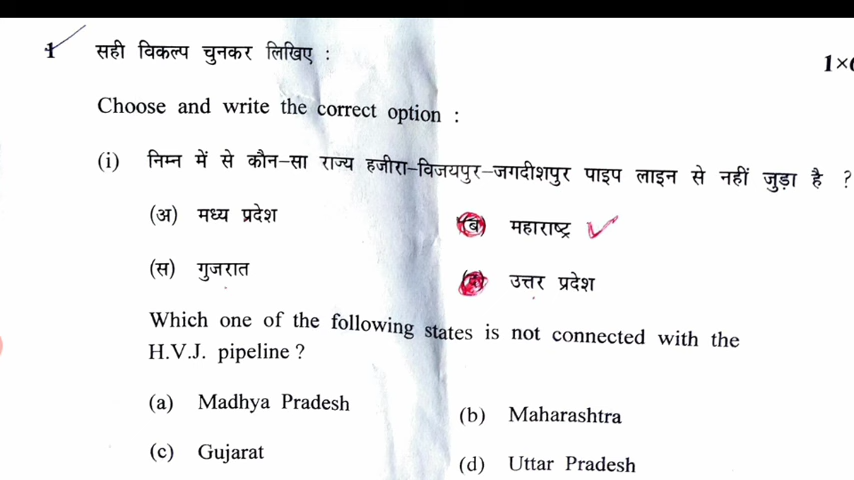 1 सही विकल्प चुनकर लिखिए :
1×
Choose and write the correct option :
(i) निम्न में से कौन-सा राज्य हजीरा-विजयपुर-जगदीशपुर पाइप लाइन से नहीं जुड़ा है ?
(अ) मध्य प्रदेश (ब) महाराष्ट्र
(स) गुजरात (द) उत्तर प्रदेश
Which one of the following states is not connected with the
H.V.J. pipeline ?
(a) Madhya Pradesh (b) Maharashtra
(c) Gujarat (d) Uttar Pradesh